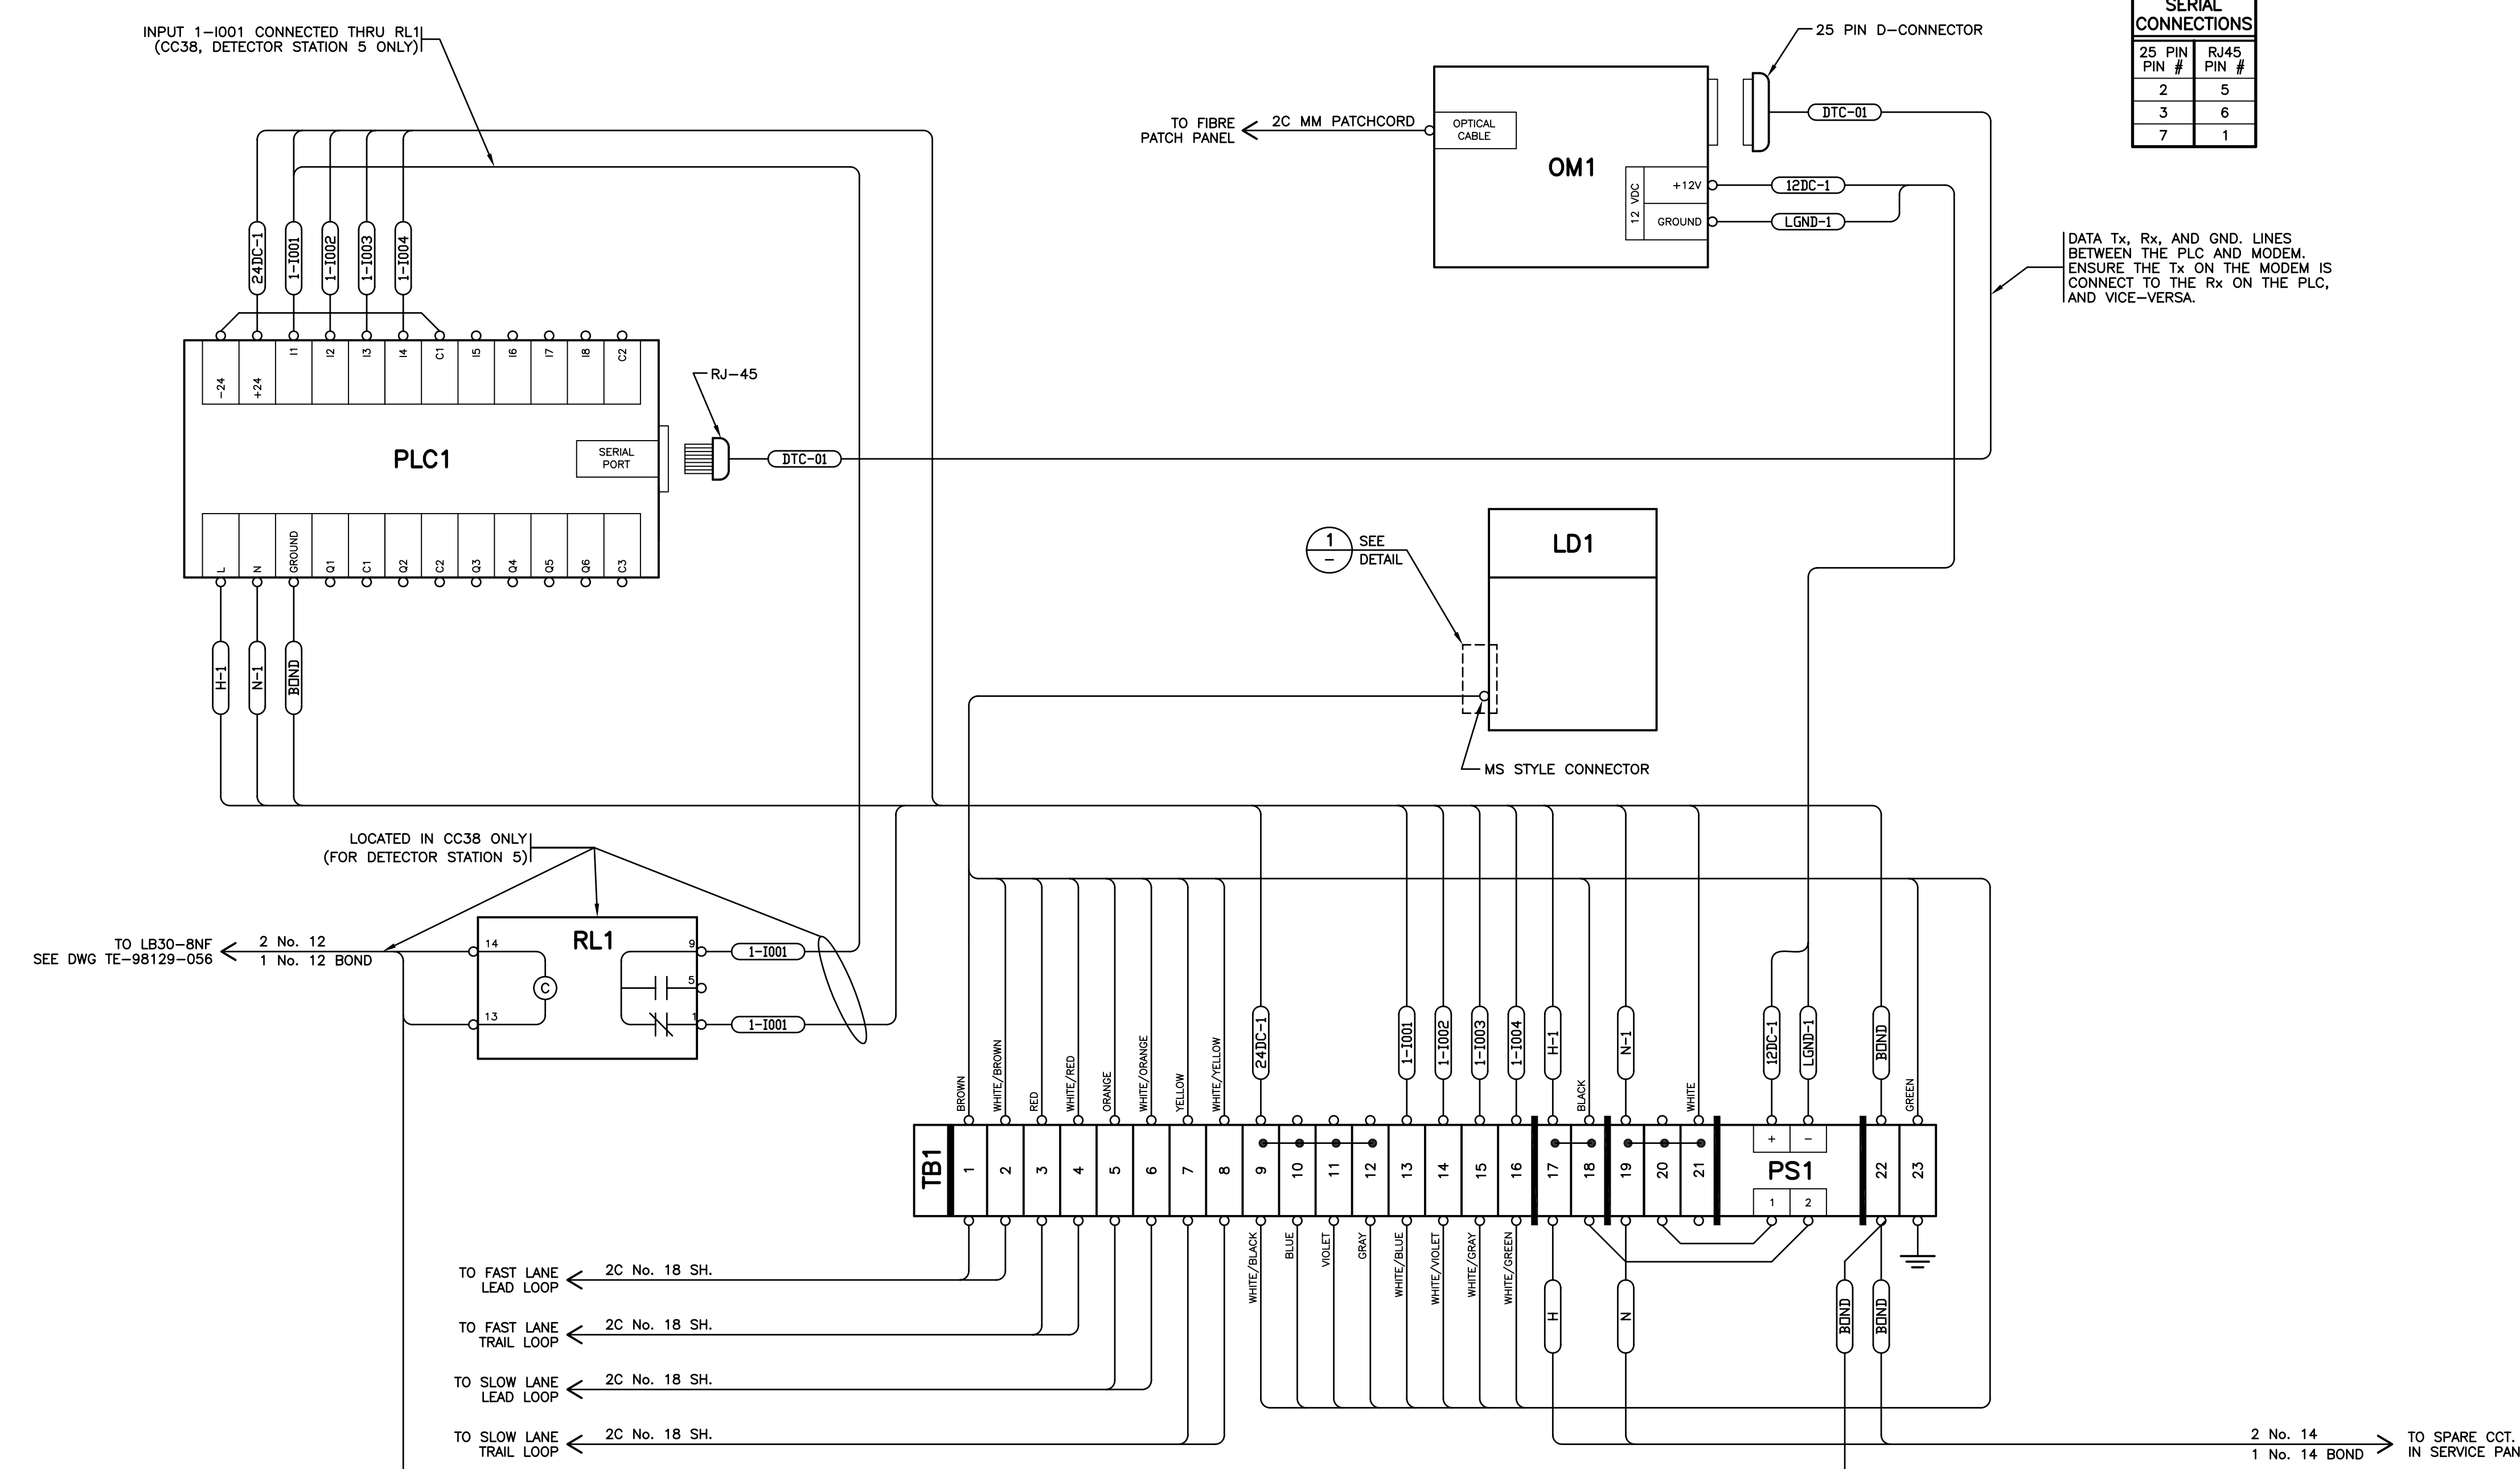 INPUT 1-I001 CONNECTED THRU RL1
(CC38, DETECTOR STATION 5 ONLY)
25 PIN D-CONNECTOR
SERIAL
CONNECTIONS
25 PIN RJ45
PIN # PIN #
2 5
3 6
7 1
TO FIBRE
PATCH PANEL
2C MM PATCHCORD
OPTICAL
CABLE
OM1
12 VDC
+12V
GROUND
DTC-01
12DC-1
LGND-1
DATA Tx, Rx, AND GND. LINES
BETWEEN THE PLC AND MODEM.
ENSURE THE Tx ON THE MODEM IS
CONNECT TO THE Rx ON THE PLC,
AND VICE-VERSA.
24DC-1
1-I001
1-I002
1-I003
1-I004
-24 +24 I1 I2 I3 I4 C1 I5 I6 I7 I8 C2
PLC1
SERIAL
PORT
RJ-45
DTC-01
L N GROUND Q1 C1 Q2 C2 Q3 Q4 Q5 Q6 C3
H-1
N-1
BOND
1
-
SEE
DETAIL
LD1
MS STYLE CONNECTOR
LOCATED IN CC38 ONLY
(FOR DETECTOR STATION 5)
TO LB30-8NF
SEE DWG TE-98129-056
2 No. 12
1 No. 12 BOND
RL1
14
13
C
9
5
1
1-I001
1-I001
BROWN
WHITE/BROWN
RED
WHITE/RED
ORANGE
WHITE/ORANGE
YELLOW
WHITE/YELLOW
24DC-1
1-I001
1-I002
1-I003
1-I004
H-1
BLACK
N-1
WHITE
12DC-1
LGND-1
BOND
GREEN
TB1 1 2 3 4 5 6 7 8 9 10 11 12 13 14 15 16 17 18 19 20 21
+ -
PS1
1 2
22 23
WHITE/BLACK
BLUE
VIOLET
GRAY
WHITE/BLUE
WHITE/VIOLET
WHITE/GRAY
WHITE/GREEN
H
N
BOND
BOND
TO FAST LANE
LEAD LOOP
2C No. 18 SH.
TO FAST LANE
TRAIL LOOP
2C No. 18 SH.
TO SLOW LANE
LEAD LOOP
2C No. 18 SH.
TO SLOW LANE
TRAIL LOOP
2C No. 18 SH.
2 No. 14
1 No. 14 BOND
TO SPARE CCT.
IN SERVICE PAN